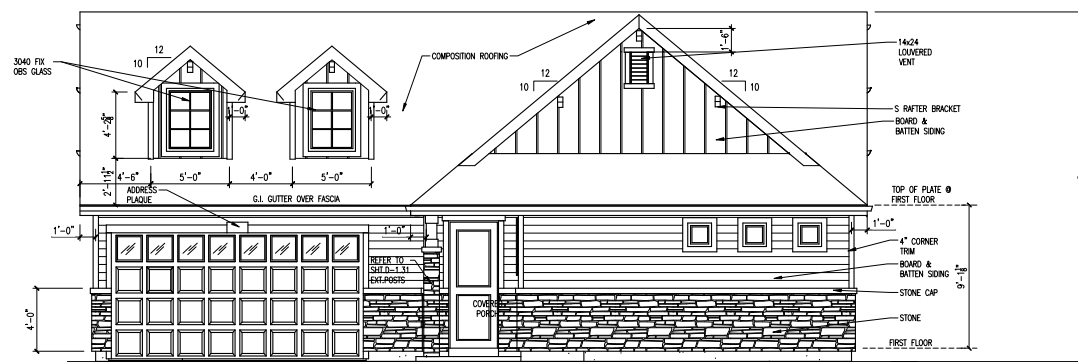 1'-6"
14x24
LOUVERED
VENT
12
10
3040 FIX
OBS GLASS
COMPOSITION ROOFING
12
10
12
10
S RAFTER BRACKET
BOARD &
BATTEN SIDING
4'-2⅝"
1'-0"
1'-0"
2'-11½"
4'-6"
5'-0"
4'-0"
5'-0"
ADDRESS
PLAQUE
G.I. GUTTER OVER FASCIA
TOP OF PLATE @
FIRST FLOOR
1'-0"
1'-0"
1'-0"
4" CORNER
TRIM
REFER TO
SHT.D-1.31
EXT.POSTS
BOARD &
BATTEN SIDING
9'-1⅛"
STONE CAP
4'-0"
COVERED
PORCH
STONE
FIRST FLOOR